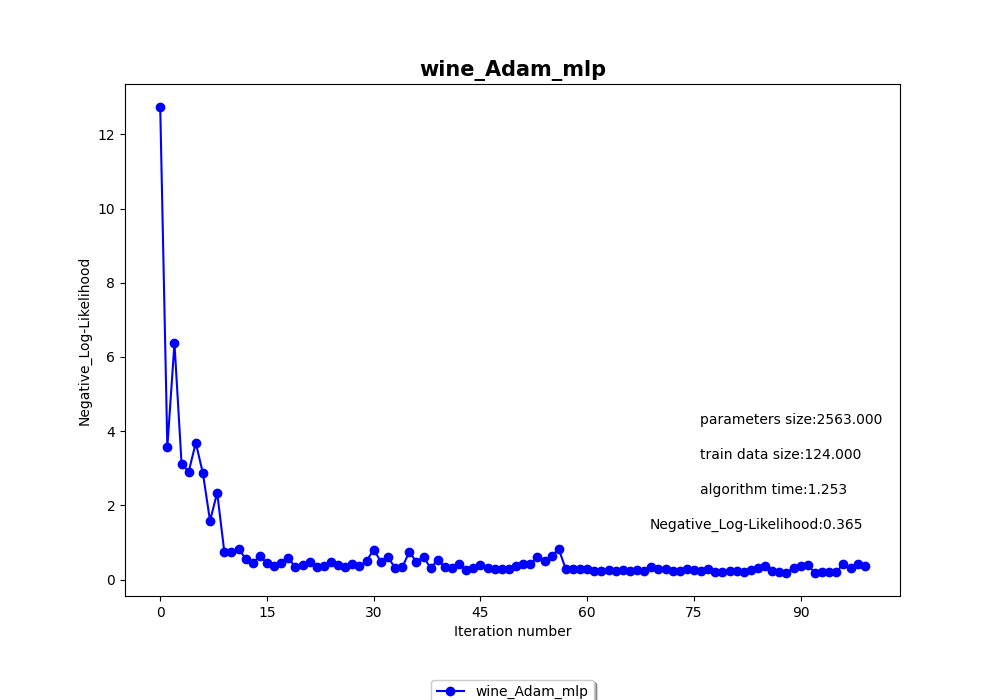 wine_Adam_mlp
12
10
8
6
4
2
0
Negative_Log-Likelihood
parameters size:2563.000
train data size:124.000
algorithm time:1.253
Negative_Log-Likelihood:0.365
0 15 30 45 60 75 90
Iteration number
wine_Adam_mlp